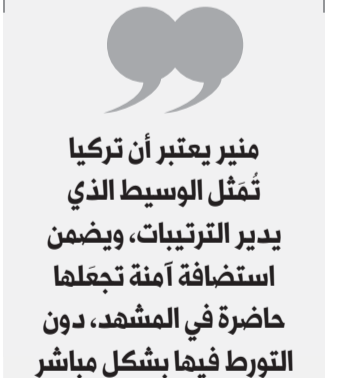 منير يعتبر أن تركيا
تُمَثل الوسيط الذي
يدير الترتيبات، ويضمن
استضافة آمنة تجعَلها
حاضرة في المشهد، دون
التورط فيها بشكل مباشر